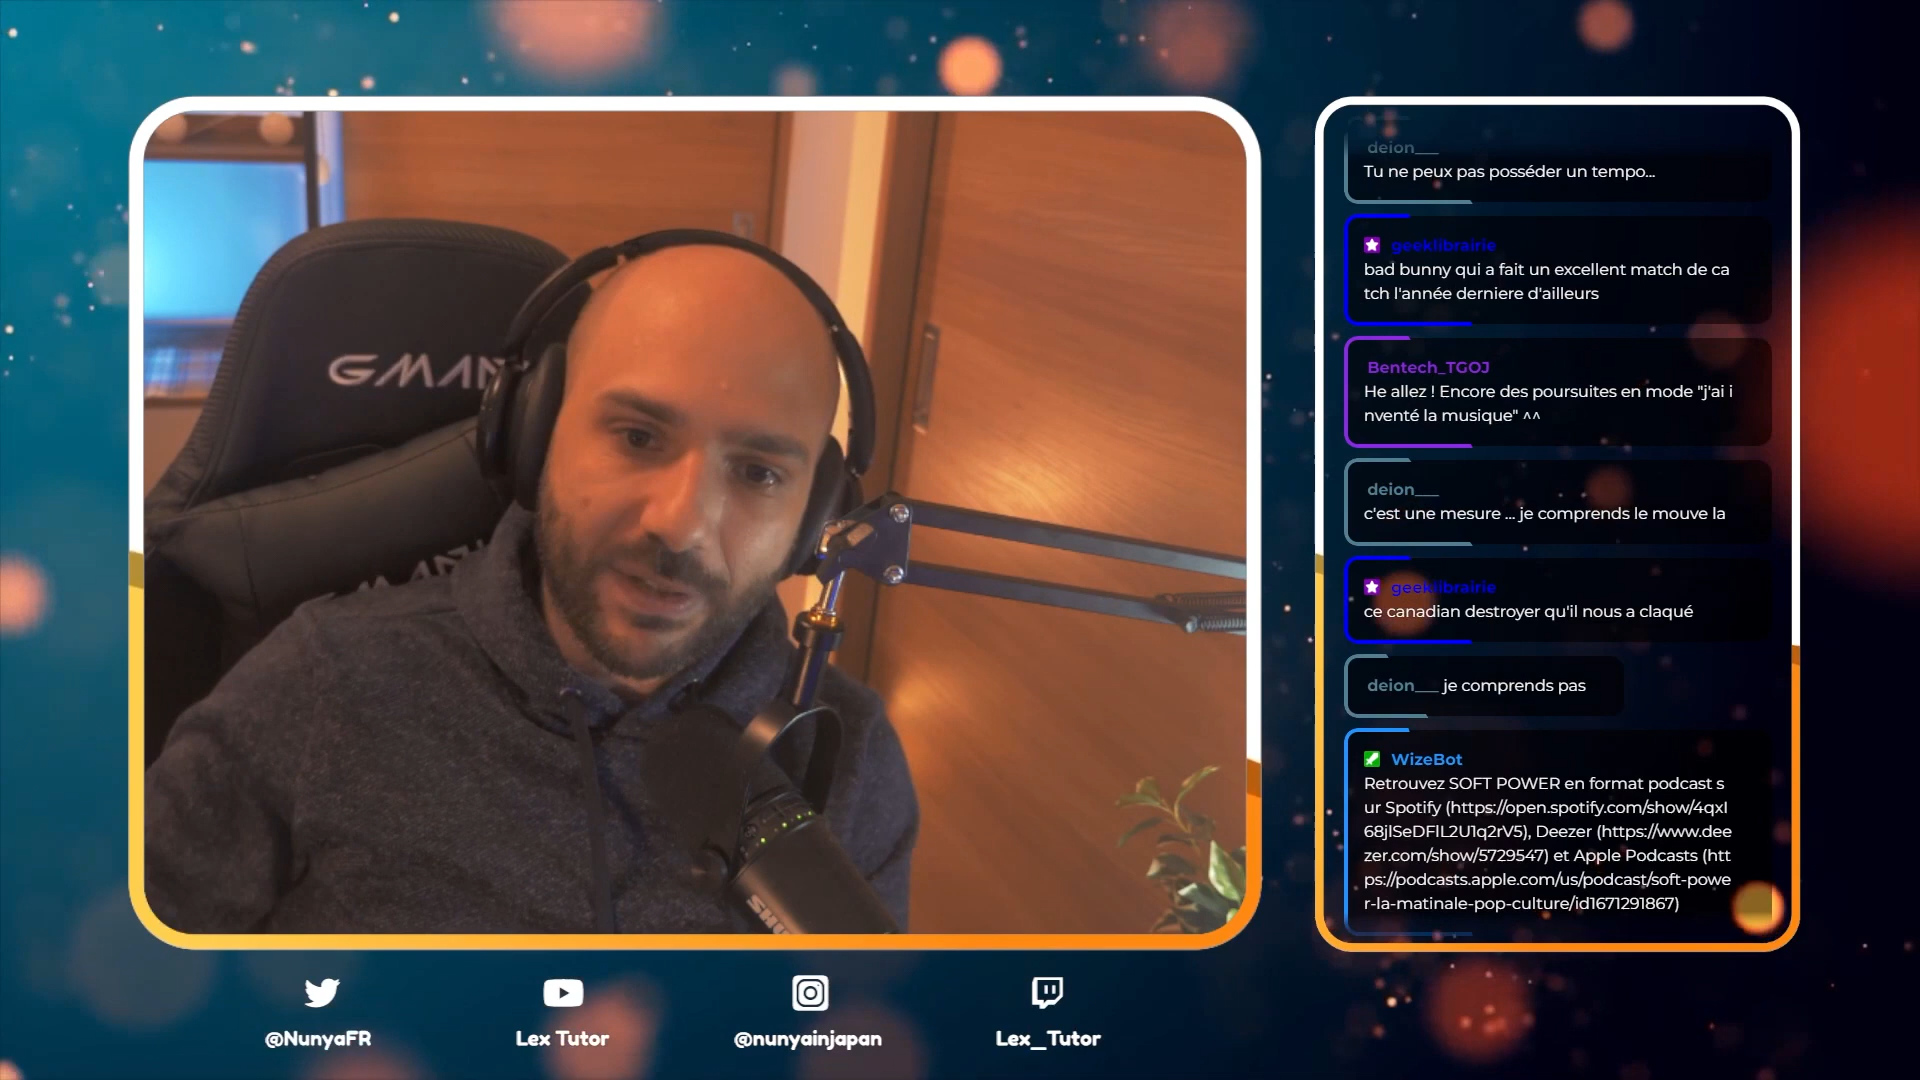 GMAN
deion___
Tu ne peux pas posséder un tempo...
geeklibrairie
bad bunny qui a fait un excellent match de ca
tch l'année derniere d'ailleurs
Bentech_TGOJ
He allez ! Encore des poursuites en mode "j'ai i
nventé la musique" ^^
deion___
c'est une mesure ... je comprends le mouve la
geeklibrairie
ce canadian destroyer qu'il nous a claqué
deion___ je comprends pas
WizeBot
Retrouvez SOFT POWER en format podcast s
ur Spotify (https://open.spotify.com/show/4qxI
68jlSeDFlL2U1q2rV5), Deezer (https://www.dee
zer.com/show/5729547) et Apple Podcasts (htt
ps://podcasts.apple.com/us/podcast/soft-powe
r-la-matinale-pop-culture/id1671291867)
@NunyaFR
Lex Tutor
@nunyainjapan
Lex_Tutor